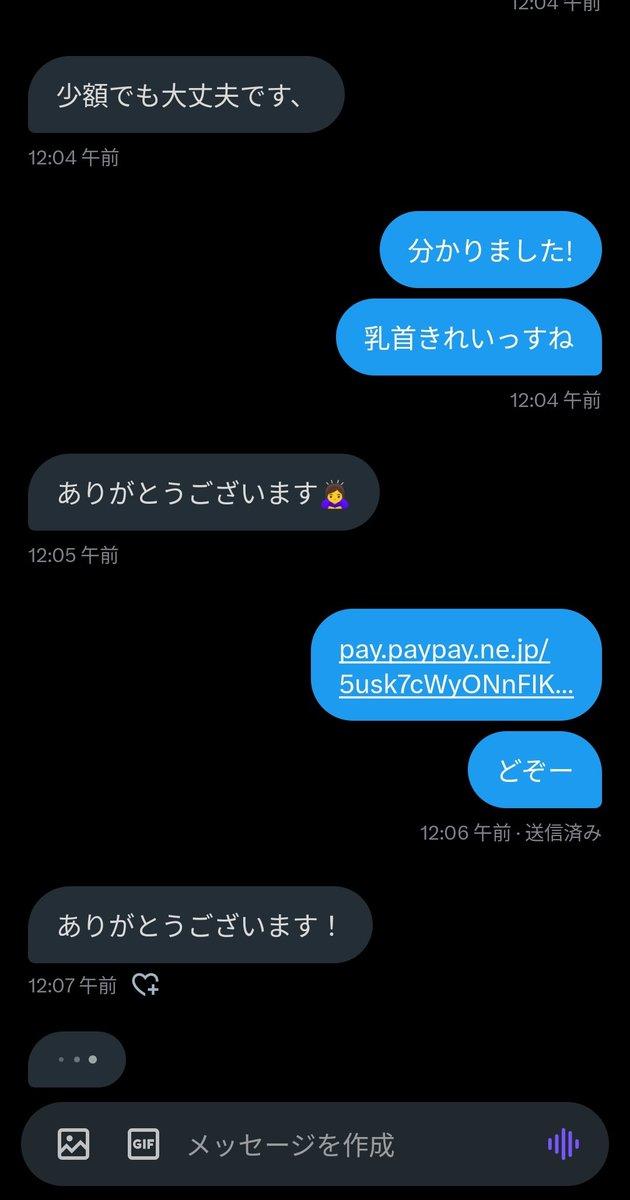 12:04 午前
少額でも大丈夫です、
12:04 午前
分かりました!
乳首きれいっすね
12:04 午前
ありがとうございます🙇‍♀️
12:05 午前
pay.paypay.ne.jp/
5usk7cWyONnFIK...
どぞー
12:06 午前 · 送信済み
ありがとうございます！
12:07 午前
GIF
メッセージを作成